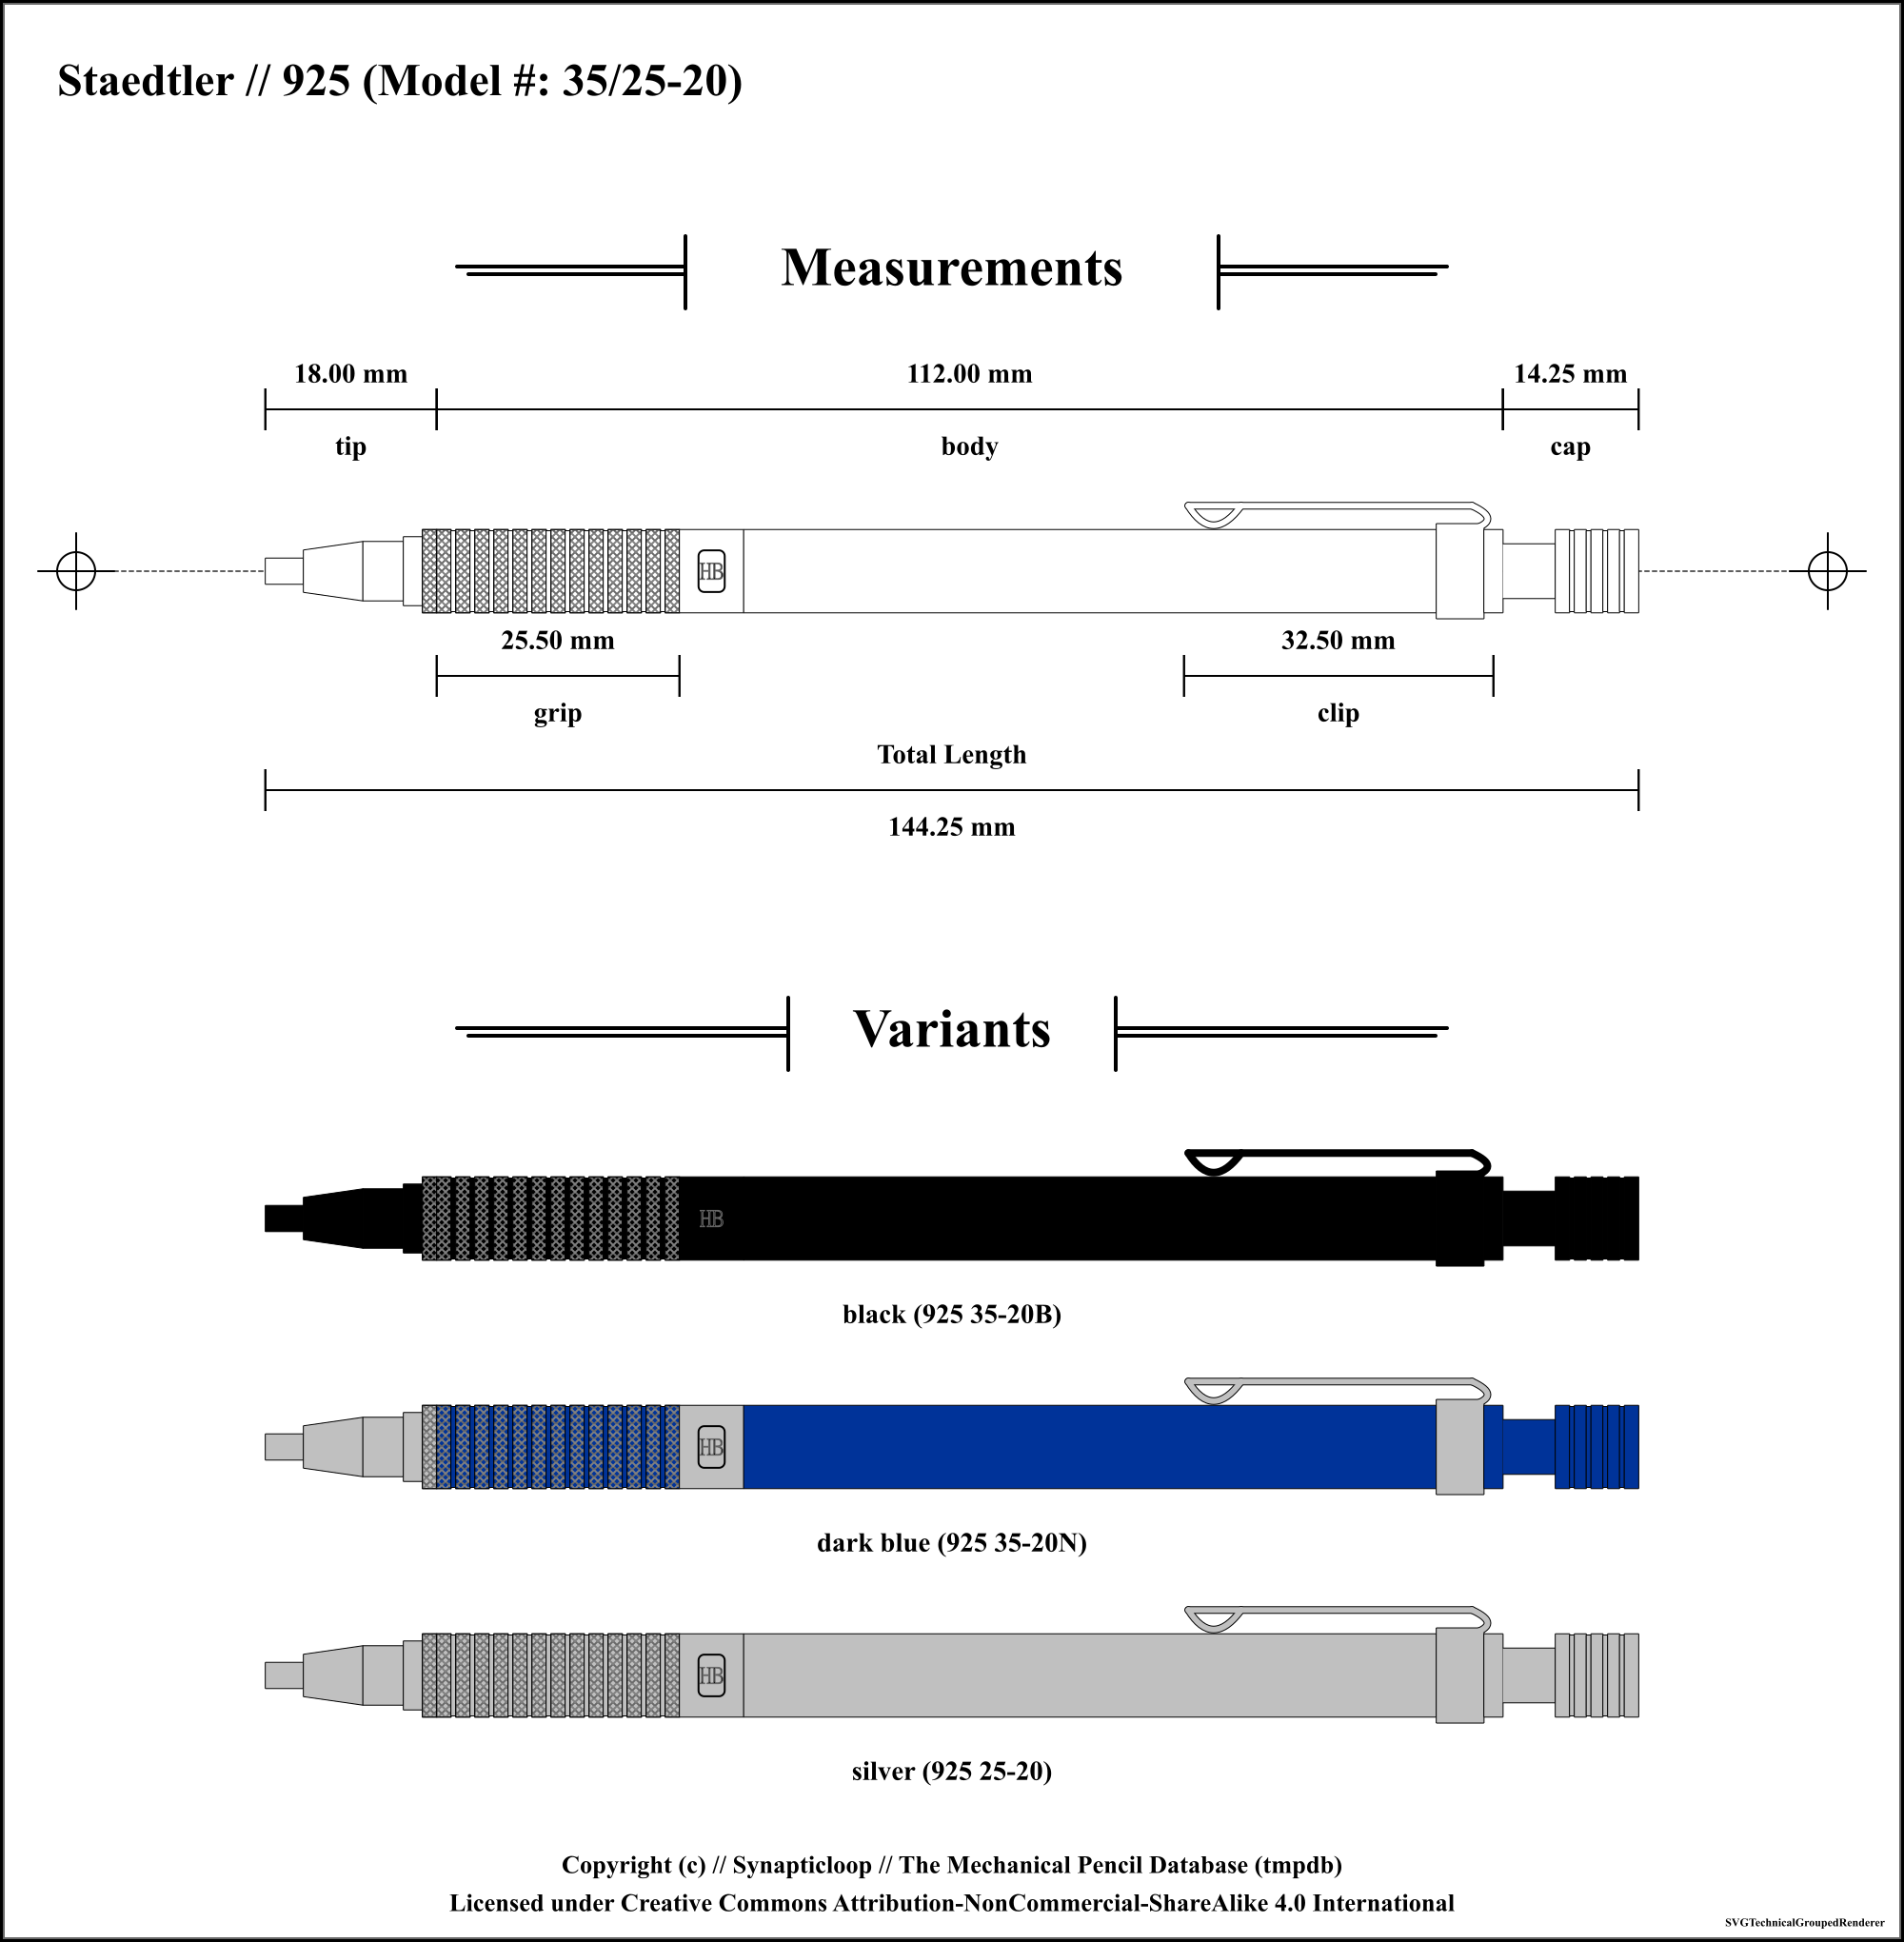 Staedtler // 925 (Model #: 35/25-20)
Measurements
18.00 mm
112.00 mm
14.25 mm
tip
body
cap
HB
25.50 mm
32.50 mm
grip
clip
Total Length
144.25 mm
Variants
HB
black (925 35-20B)
HB
dark blue (925 35-20N)
HB
silver (925 25-20)
Copyright (c) // Synapticloop // The Mechanical Pencil Database (tmpdb)
Licensed under Creative Commons Attribution-NonCommercial-ShareAlike 4.0 International
SVGTechnicalGroupedRenderer